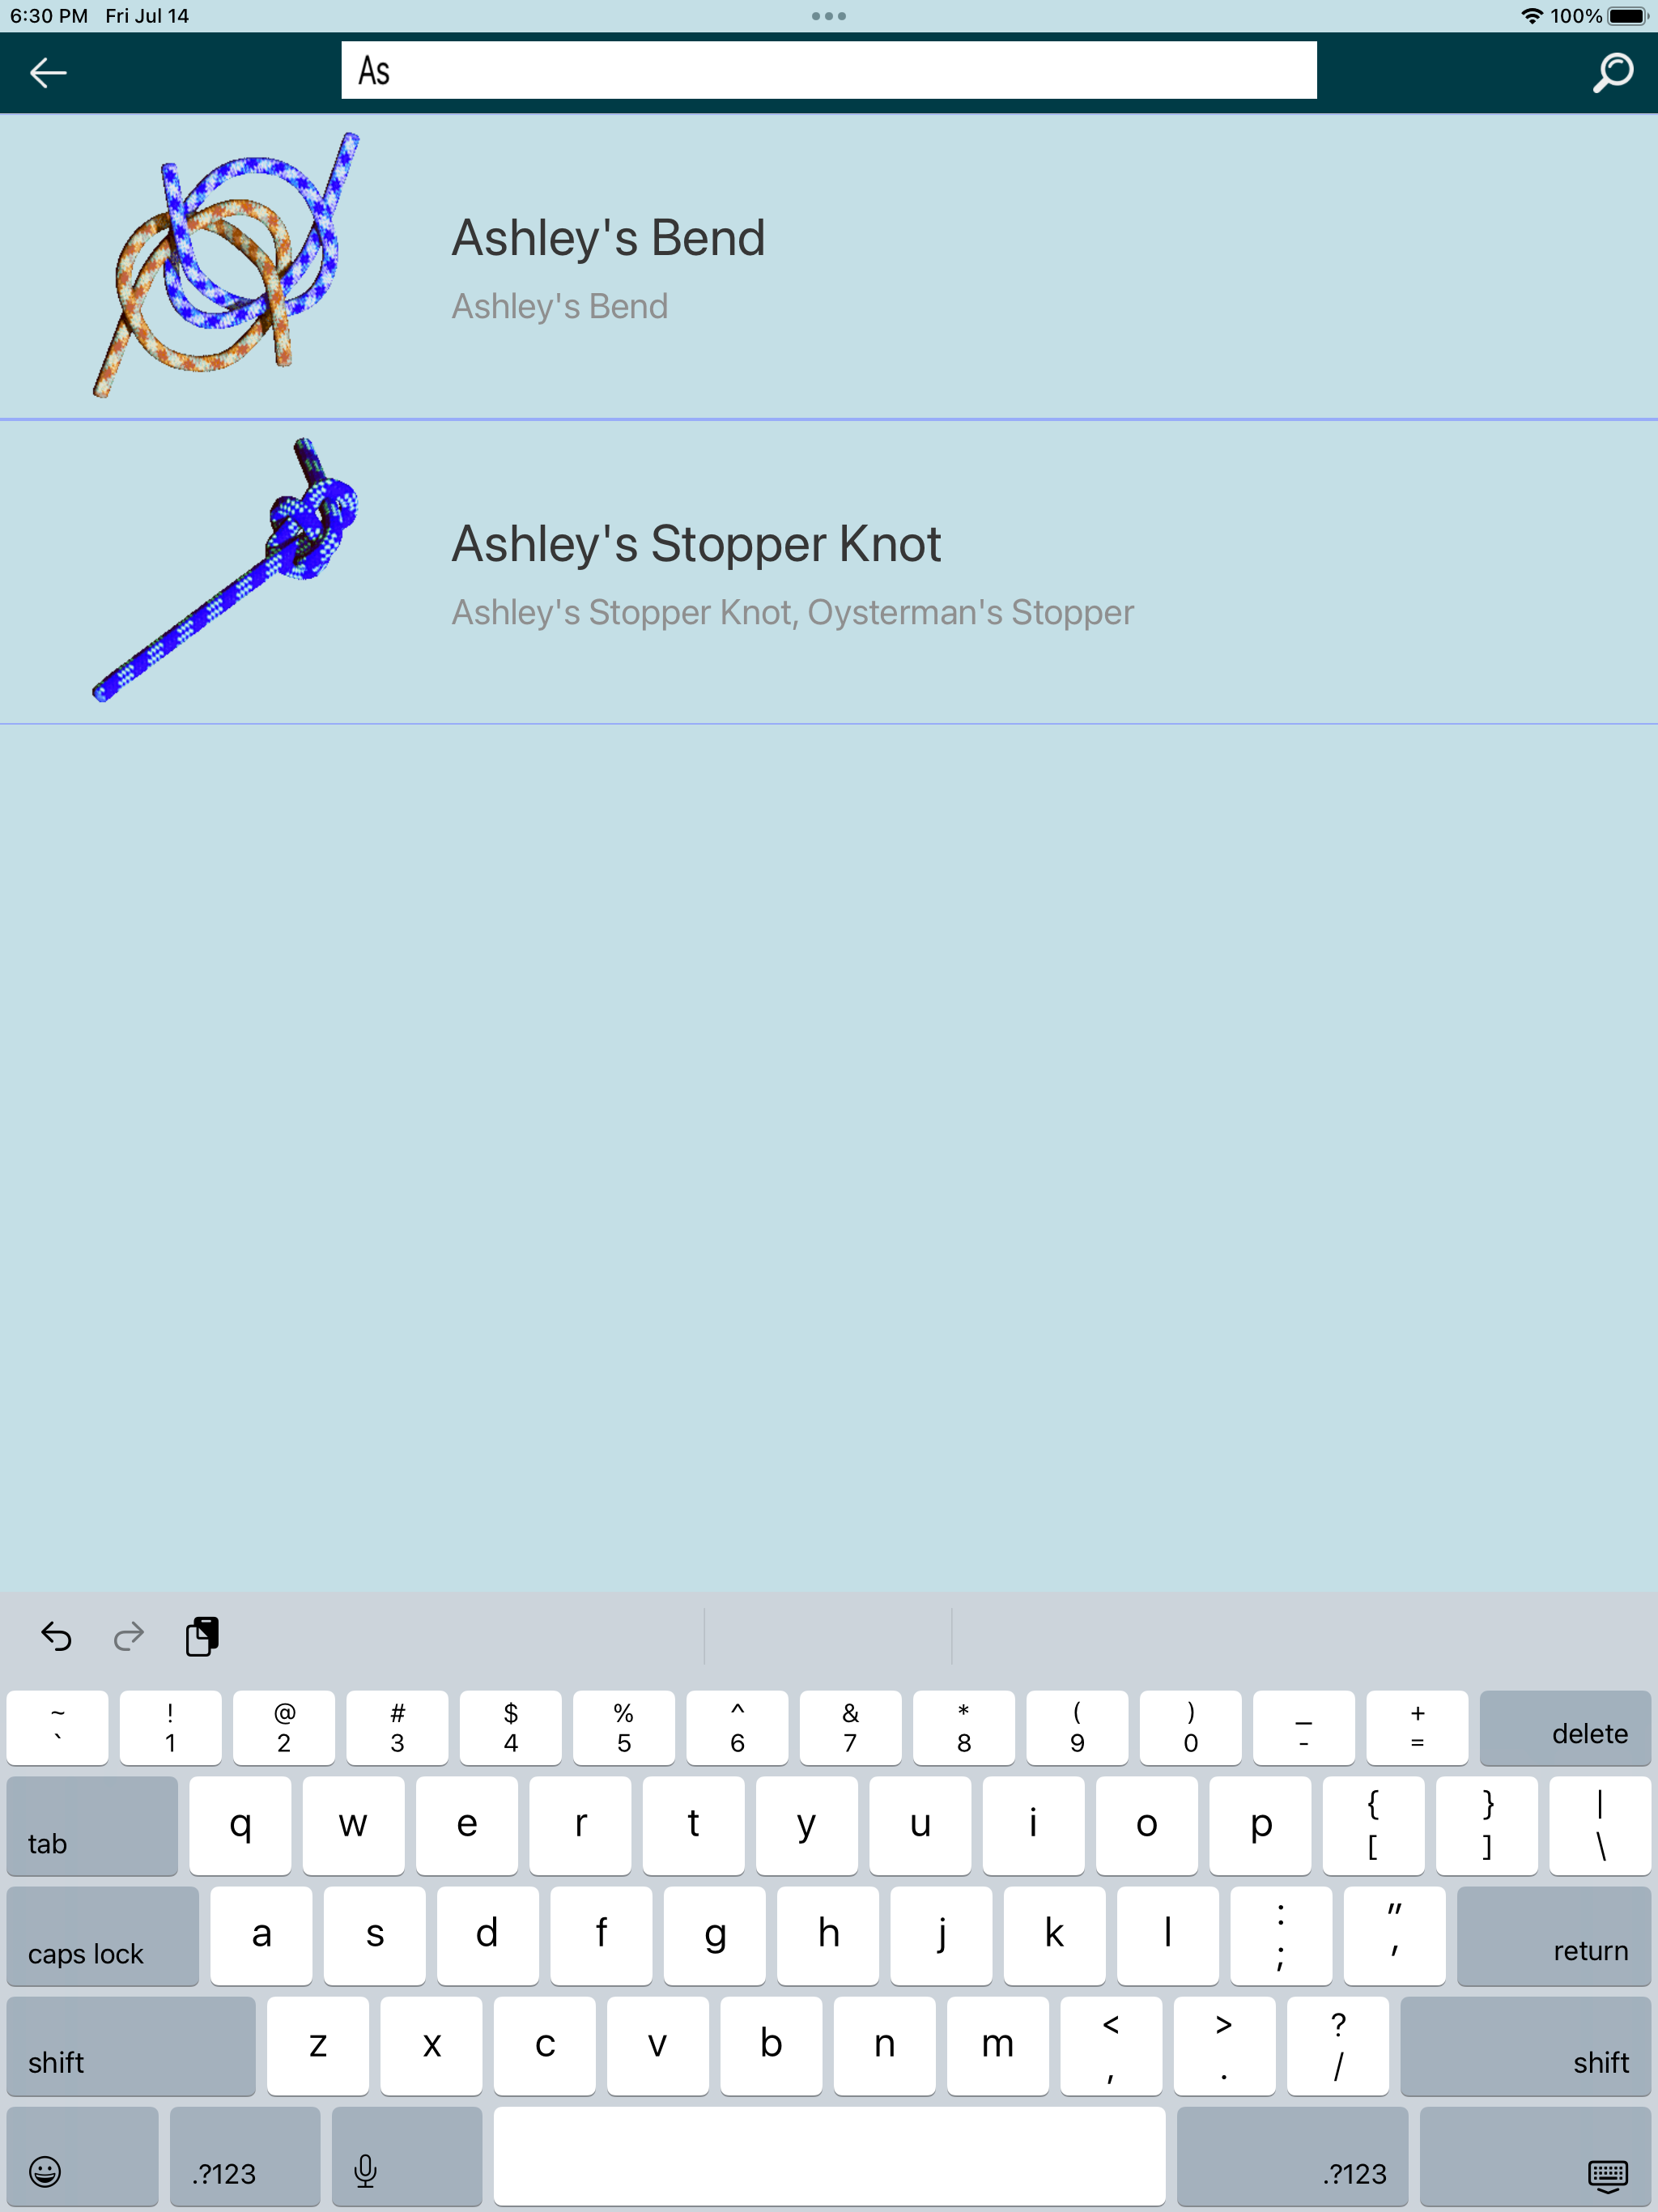 6:30 PM Fri Jul 14
100%
As
Ashley's Bend
Ashley's Bend
Ashley's Stopper Knot
Ashley's Stopper Knot, Oysterman's Stopper
~ ! @ # $ % ^ & * ( ) _ +
` 1 2 3 4 5 6 7 8 9 0 - = delete
tab q w e r t y u i o p { [ } ] | \
caps lock a s d f g h j k l : ; " ' return
shift z x c v b n m < , > . ? / shift
.?123 .?123